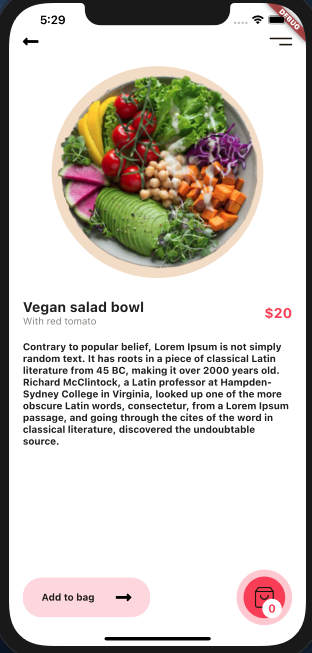 5:29
DEBUG
Vegan salad bowl
$20
With red tomato
Contrary to popular belief, Lorem Ipsum is not simply
random text. It has roots in a piece of classical Latin
literature from 45 BC, making it over 2000 years old.
Richard McClintock, a Latin professor at Hampden-
Sydney College in Virginia, looked up one of the more
obscure Latin words, consectetur, from a Lorem Ipsum
passage, and going through the cites of the word in
classical literature, discovered the undoubtable
source.
Add to bag
0